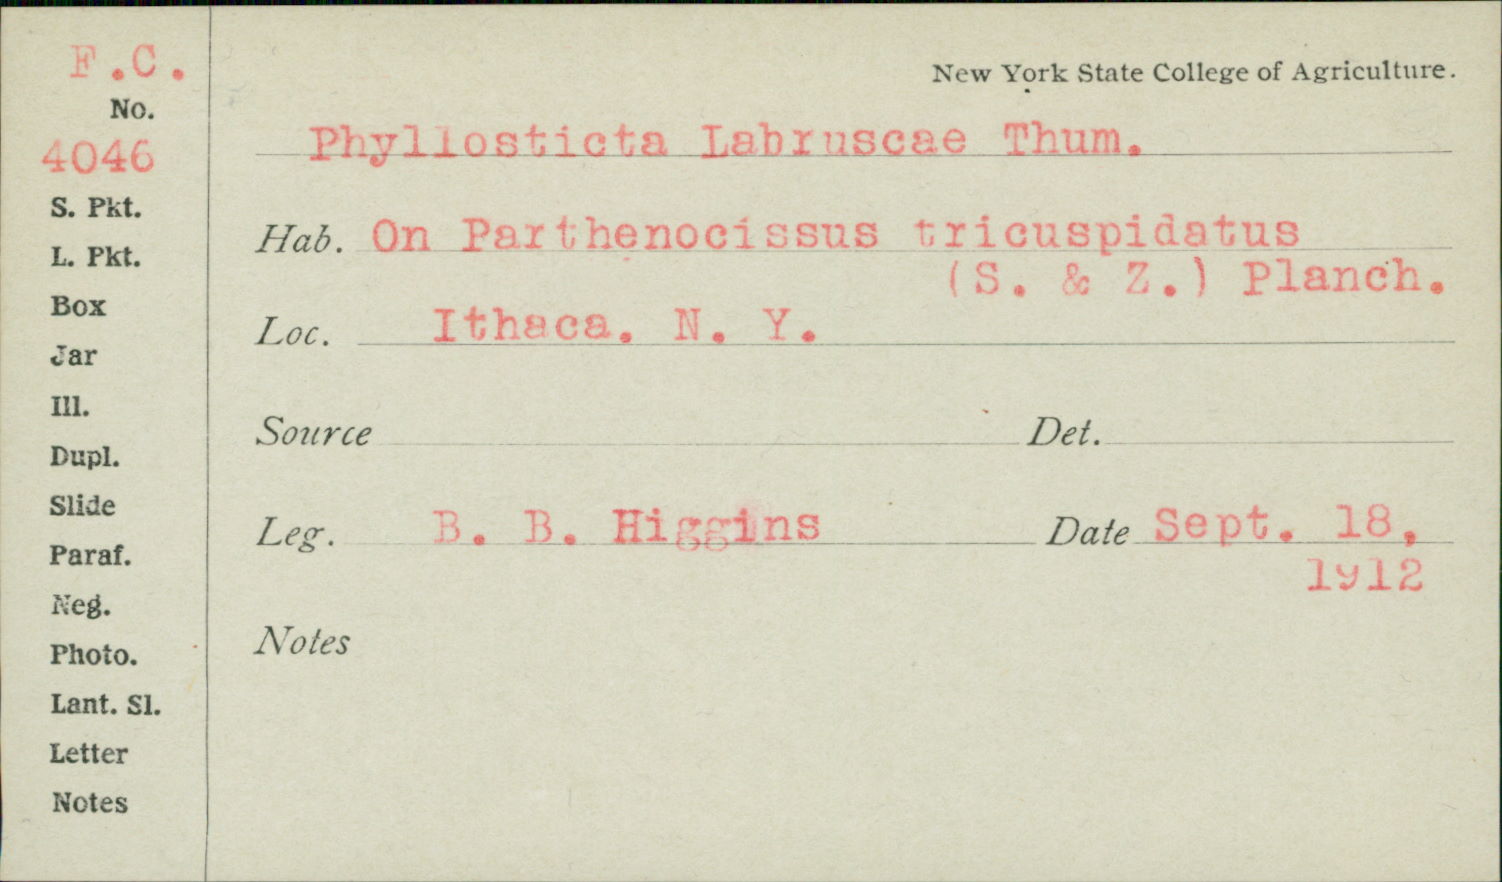 F.C.
No.
4046
S. Pkt.
L. Pkt.
Box
Jar
Ill.
Dupl.
Slide
Paraf.
Neg.
Photo.
Lant. Sl.
Letter
Notes
New York State College of Agriculture.
Phyllosticta Labruscae Thum.
Hab. On Parthenocissus tricuspidatus
(S. & Z.) Planch.
Loc. Ithaca. N. Y.
Source Det.
Leg. B. B. Higgins Date Sept. 18,
1912
Notes